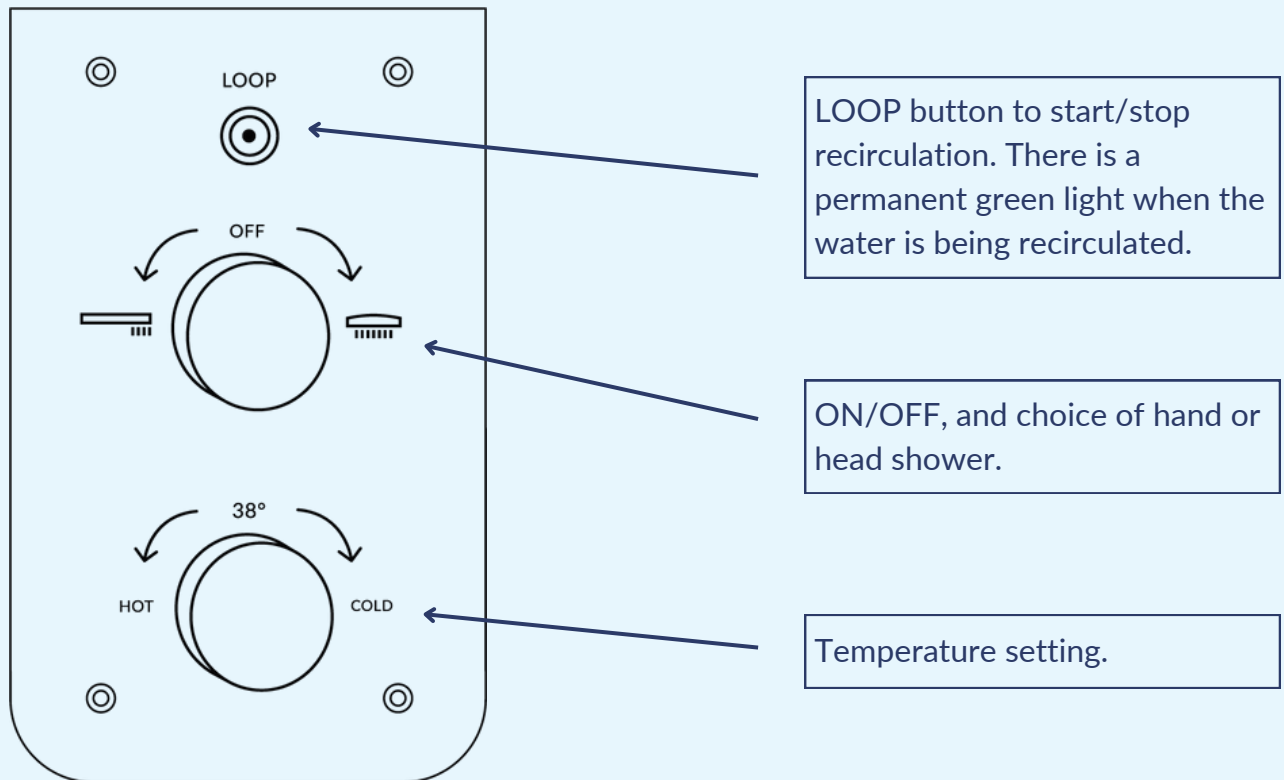 LOOP
LOOP button to start/stop
recirculation. There is a
permanent green light when the
water is being recirculated.
OFF
ON/OFF, and choice of hand or
head shower.
38°
HOT
COLD
Temperature setting.